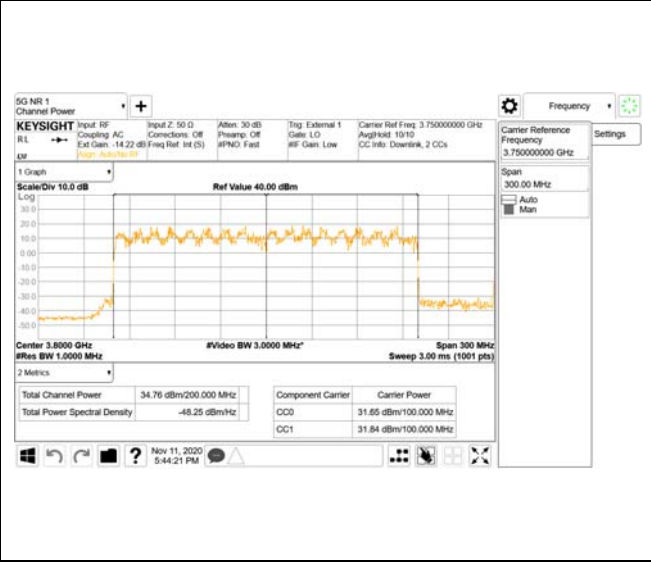 5G NR 1
Channel Power
Frequency
KEYSIGHT
Input: RF
Input Z: 50 Ω
Atten: 30 dB
Trig: External 1
Carrier Ref Freq: 3.750000000 GHz
R L
Coupling: AC
Corrections: Off
Preamp: Off
Gate: LO
Avg|Hold: 10/10
Ext Gain: -14.22 dB
Freq Ref: Int (S)
#PNO: Fast
#IF Gain: Low
CC Info: Downlink, 2 CCs
Align: Auto/No RF
Carrier Reference
Frequency
3.750000000 GHz
Settings
Span
300.00 MHz
Auto
Man
1 Graph
Scale/Div 10.0 dB
Ref Value 40.00 dBm
Log
30.0
20.0
10.0
0.00
-10.0
-20.0
-30.0
-40.0
-50.0
Center 3.8000 GHz
#Video BW 3.0000 MHz*
Span 300 MHz
#Res BW 1.0000 MHz
Sweep 3.00 ms (1001 pts)
2 Metrics
Total Channel Power
34.76 dBm/200.000 MHz
Total Power Spectral Density
-48.25 dBm/Hz
Component Carrier
Carrier Power
CC0
31.65 dBm/100.000 MHz
CC1
31.84 dBm/100.000 MHz
?
Nov 11, 2020
5:44:21 PM